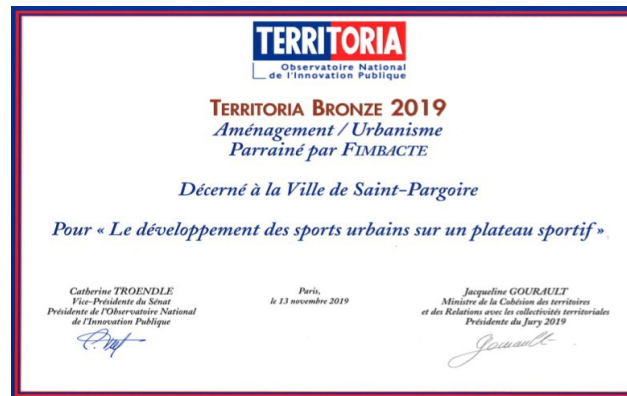 TERRITORIA
Observatoire National
de l'Innovation Publique
TERRITORIA BRONZE 2019
Aménagement / Urbanisme
Parrainé par FIMBACTE
Décerné à la Ville de Saint-Pargoire
Pour « Le développement des sports urbains sur un plateau sportif »
Catherine TROENDLE
Vice-Présidente du Sénat
Présidente de l'Observatoire National
de l'Innovation Publique
Paris,
le 13 novembre 2019
Jacqueline GOURAULT
Ministre de la Cohésion des territoires
et des Relations avec les collectivités territoriales
Présidente du Jury 2019
Gourault